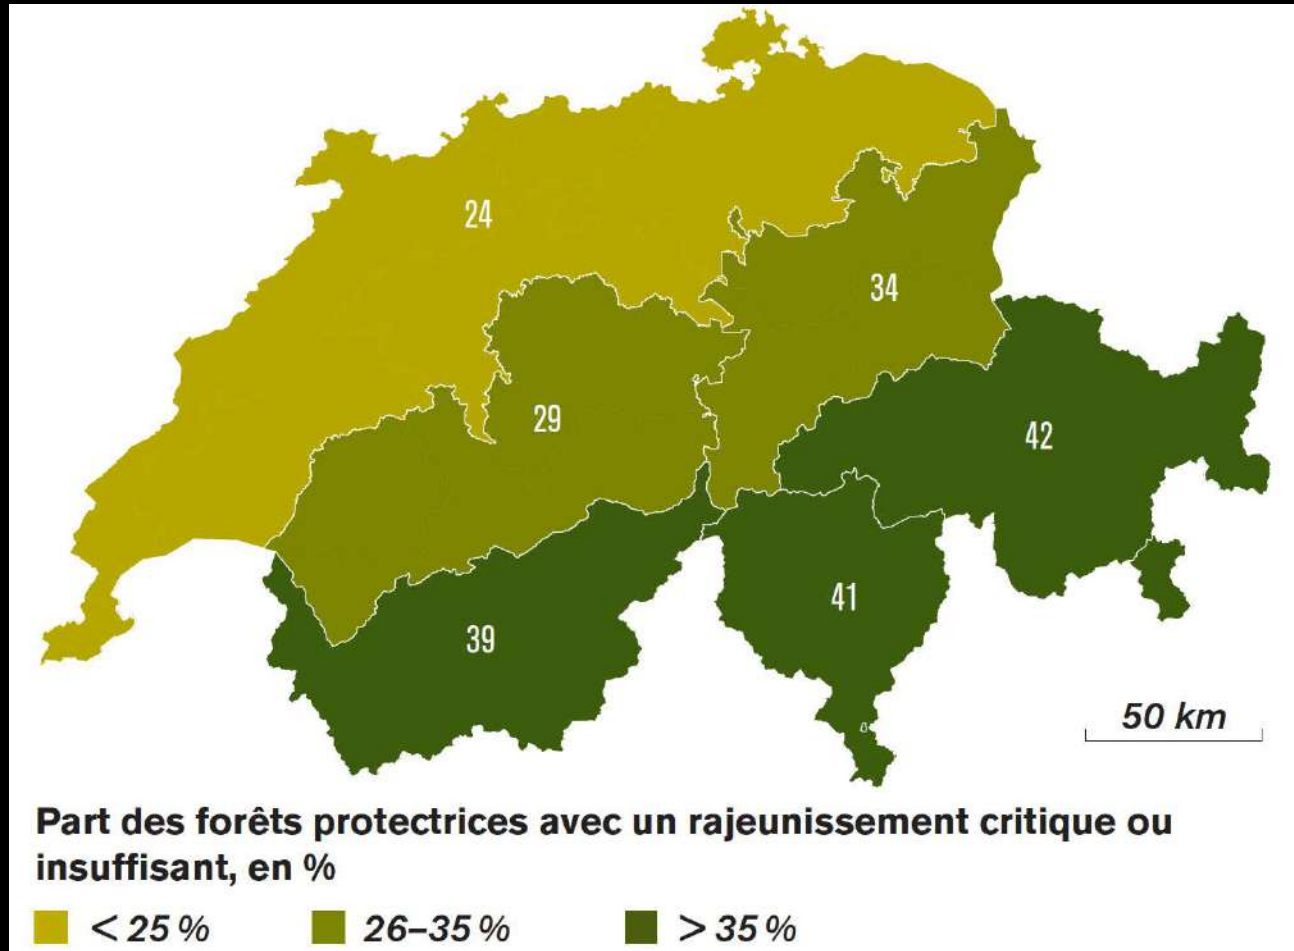 24
34
29
42
41
39
50 km
Part des forêts protectrices avec un rajeunissement critique ou
insuffisant, en %
< 25 % 26–35 % > 35 %